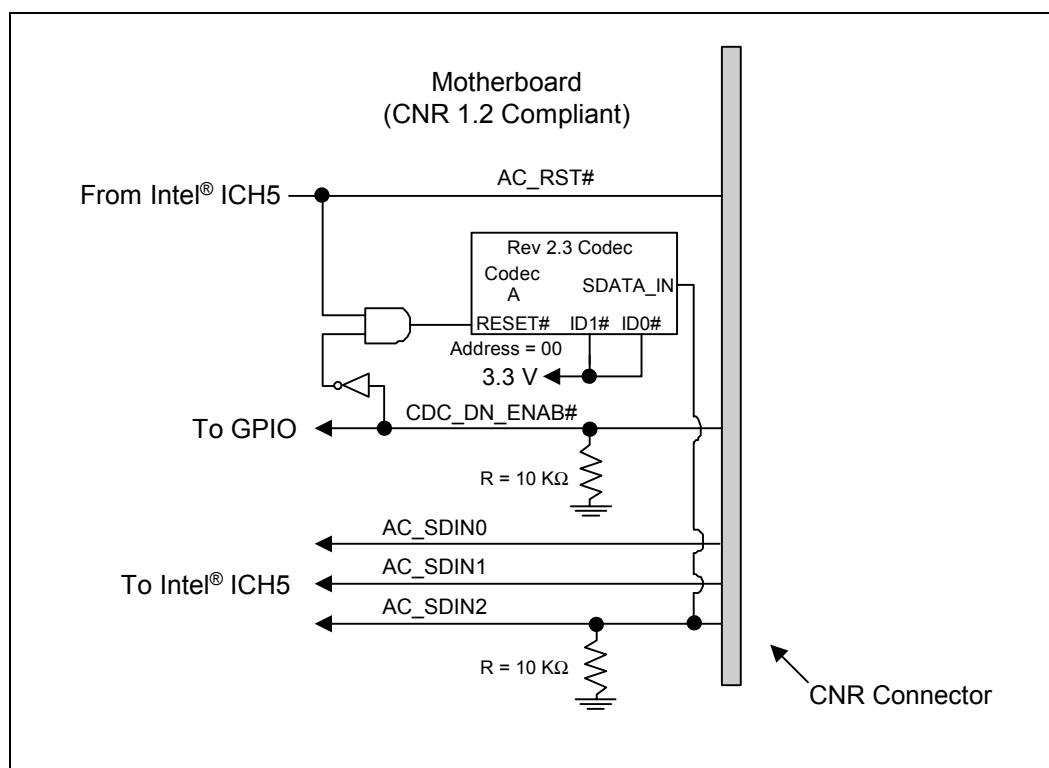 Motherboard
(CNR 1.2 Compliant)
From Intel® ICH5
AC_RST#
Rev 2.3 Codec
Codec
A
SDATA_IN
RESET# ID1# ID0#
Address = 00
3.3 V
To GPIO
CDC_DN_ENAB#
R = 10 KΩ
AC_SDIN0
To Intel® ICH5
AC_SDIN1
AC_SDIN2
R = 10 KΩ
CNR Connector